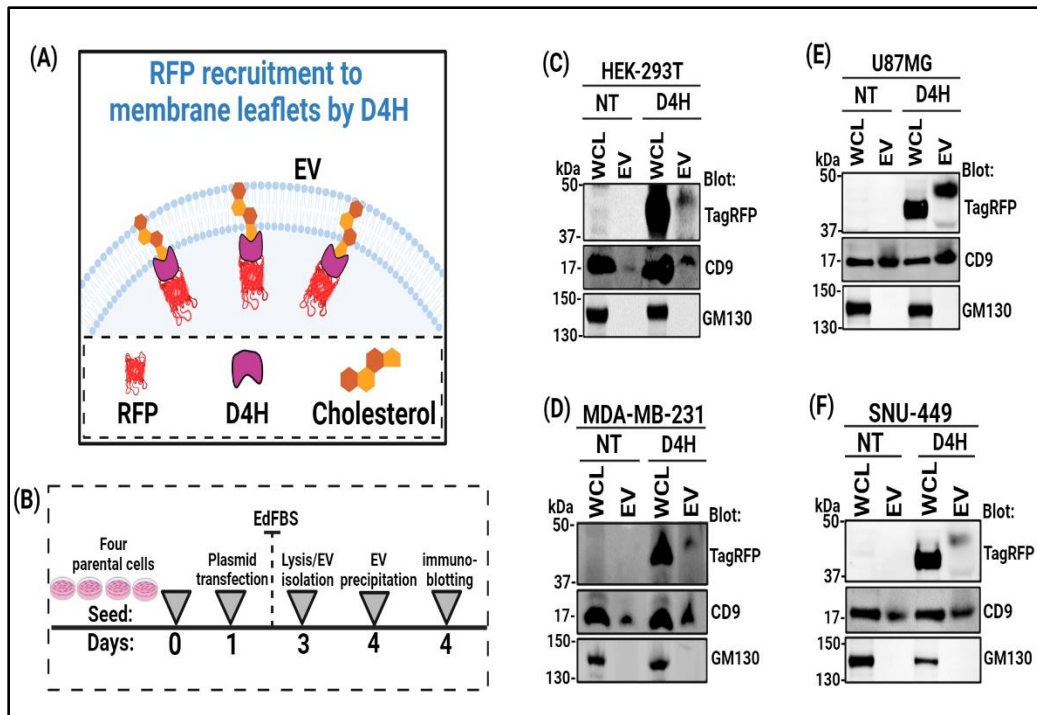 (A)
RFP recruitment to
membrane leaflets by D4H
EV
RFP
D4H
Cholesterol
(B)
EdFBS
Four
parental cells
Plasmid
transfection
Lysis/EV
isolation
EV
precipitation
immuno-
blotting
Seed:
Days:
0
1
3
4
4
(C)
HEK-293T
NT
D4H
WCL
EV
WCL
EV
kDa
Blot:
50-
TagRFP
37-
17-
CD9
150-
GM130
130-
(D)
MDA-MB-231
NT
D4H
WCL
EV
WCL
EV
kDa
Blot:
50-
TagRFP
37-
17-
CD9
150-
GM130
130-
(E)
U87MG
NT
D4H
WCL
EV
WCL
EV
kDa
Blot:
50-
TagRFP
37-
17-
CD9
150-
GM130
130-
(F)
SNU-449
NT
D4H
WCL
EV
WCL
EV
kDa
Blot:
50-
TagRFP
37-
17-
CD9
150-
GM130
130-